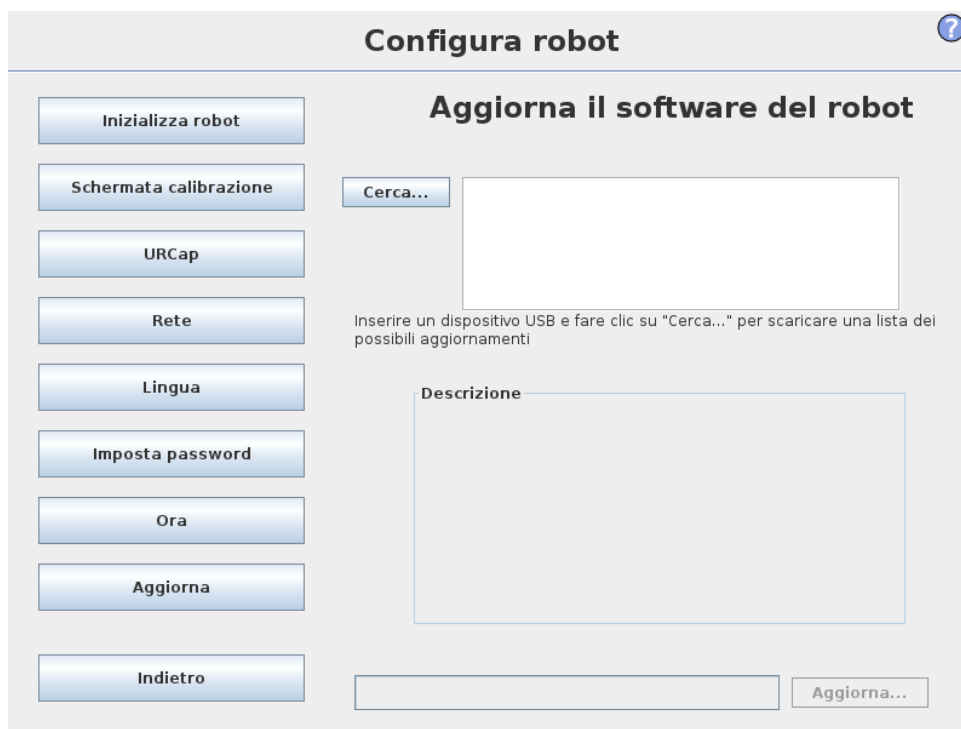 Configura robot
?
Aggiorna il software del robot
Inizializza robot
Schermata calibrazione
URCap
Rete
Lingua
Imposta password
Ora
Aggiorna
Indietro
Cerca...
Inserire un dispositivo USB e fare clic su "Cerca..." per scaricare una lista dei
possibili aggiornamenti
Descrizione
Aggiorna...